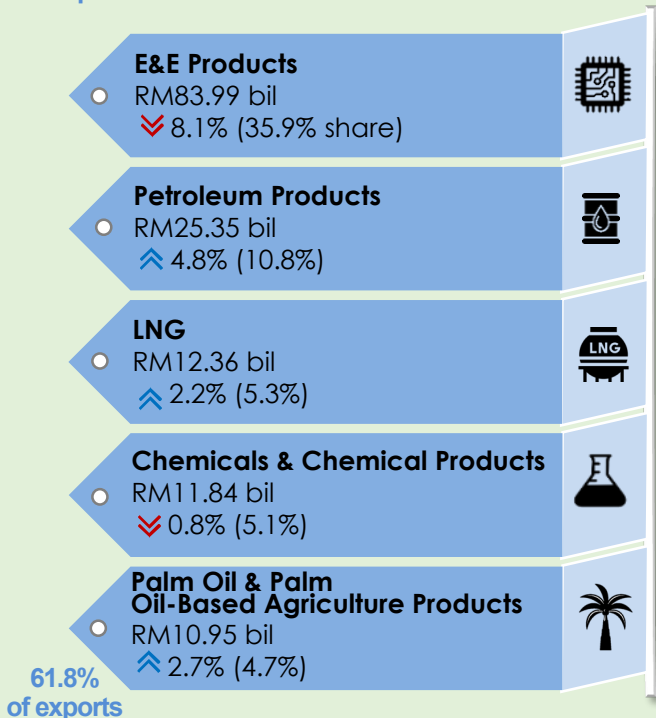 E&E Products
RM83.99 bil
8.1% (35.9% share)
Petroleum Products
RM25.35 bil
4.8% (10.8%)
LNG
RM12.36 bil
2.2% (5.3%)
LNG
Chemicals & Chemical Products
RM11.84 bil
0.8% (5.1%)
Palm Oil & Palm
Oil-Based Agriculture Products
RM10.95 bil
2.7% (4.7%)
61.8%
of exports